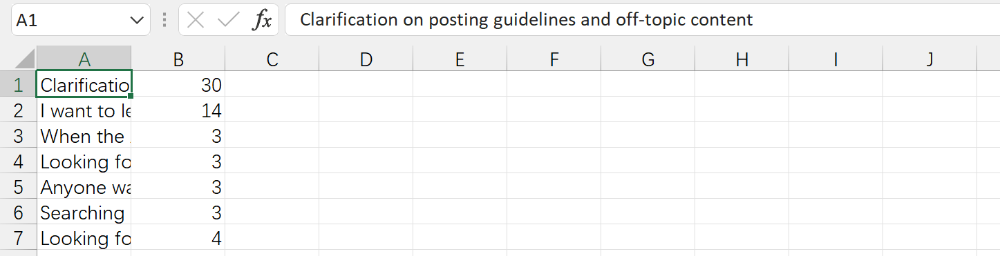 A1 fx Clarification on posting guidelines and off-topic content
A B C D E F G H I J
1 Clarificatio 30
2 I want to le 14
3 When the 3
4 Looking fo 3
5 Anyone wa 3
6 Searching 3
7 Looking fo 4